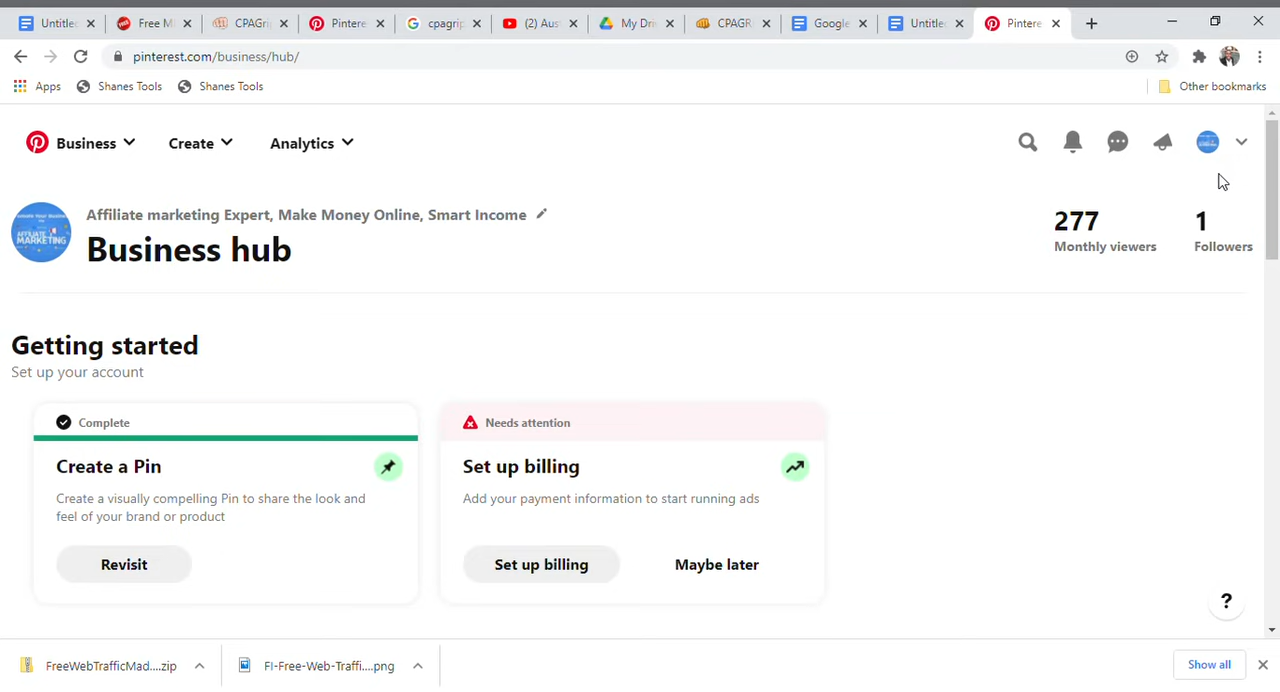 Untitle
Free M
CPAGri
Pintere
cpagrip
(2) Aus
My Dri
CPAGR
Google
Untitle
Pintere
pinterest.com/business/hub/
Apps
Shanes Tools
Shanes Tools
Other bookmarks
Business
Create
Analytics
Affiliate marketing Expert, Make Money Online, Smart Income
Business hub
277
Monthly viewers
1
Followers
AFFILIATE
MARKETING
Getting started
Set up your account
Complete
Create a Pin
Create a visually compelling Pin to share the look and
feel of your brand or product
Revisit
Needs attention
Set up billing
Add your payment information to start running ads
Set up billing
Maybe later
?
FreeWebTrafficMad....zip
FI-Free-Web-Traffi....png
Show all